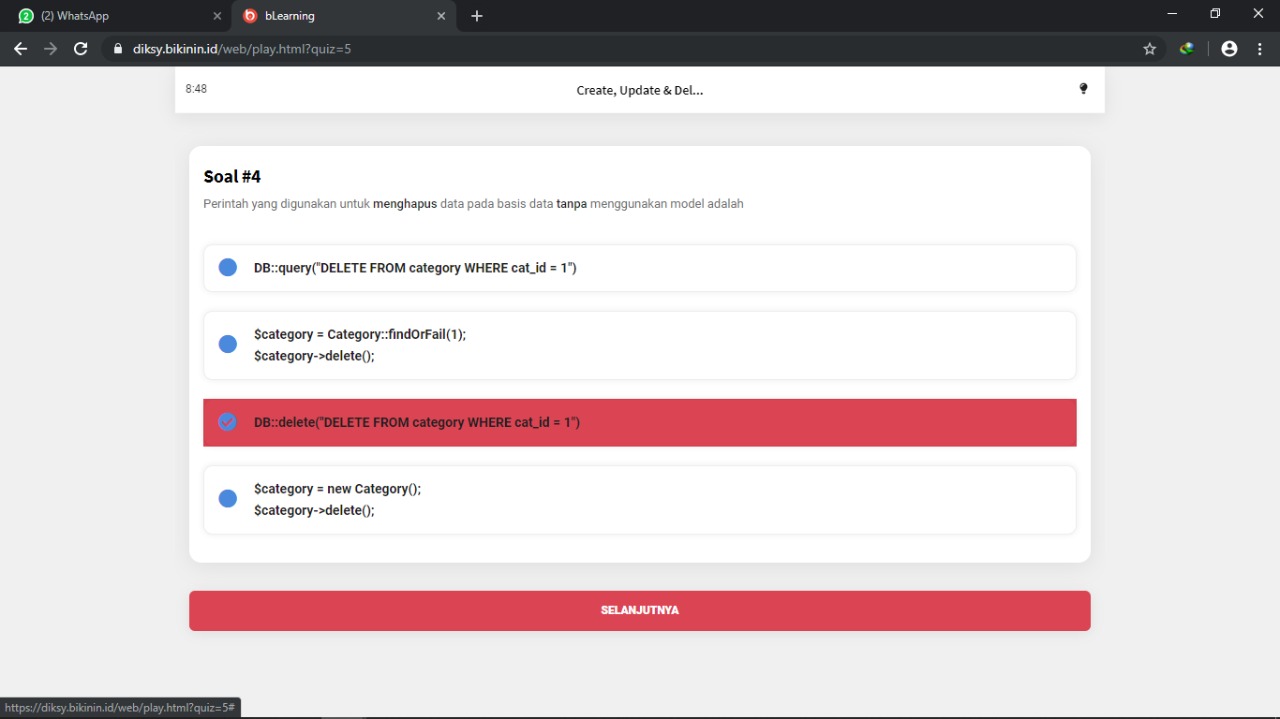 (2) WhatsApp
bLearning
diksy.bikinin.id/web/play.html?quiz=5
8:48
Create, Update & Del...
Soal #4
Perintah yang digunakan untuk menghapus data pada basis data tanpa menggunakan model adalah
DB::query("DELETE FROM category WHERE cat_id = 1")
$category = Category::findOrFail(1);
$category->delete();
DB::delete("DELETE FROM category WHERE cat_id = 1")
$category = new Category();
$category->delete();
SELANJUTNYA
https://diksy.bikinin.id/web/play.html?quiz=5#